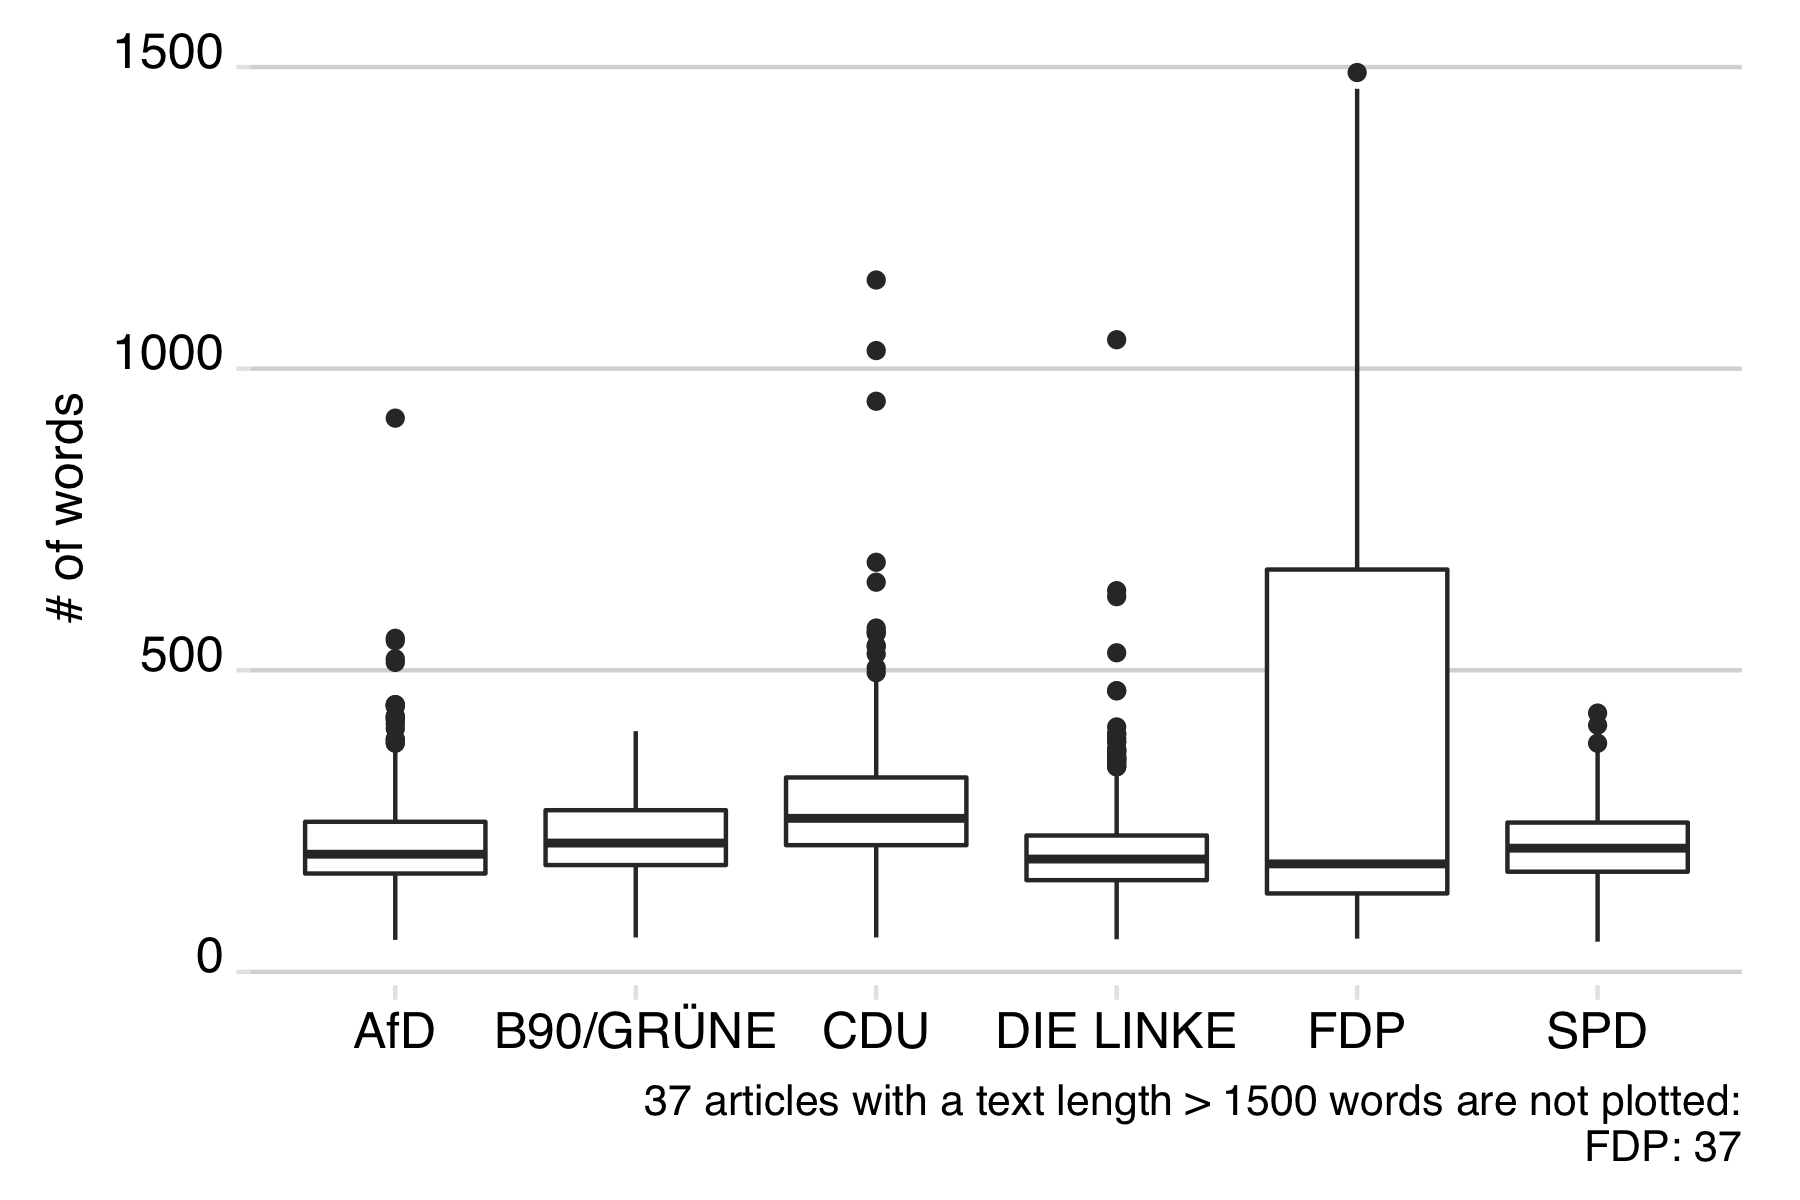 1500
1000
500
0
# of words
AfD B90/GRÜNE CDU DIE LINKE FDP SPD
37 articles with a text length > 1500 words are not plotted:
FDP: 37